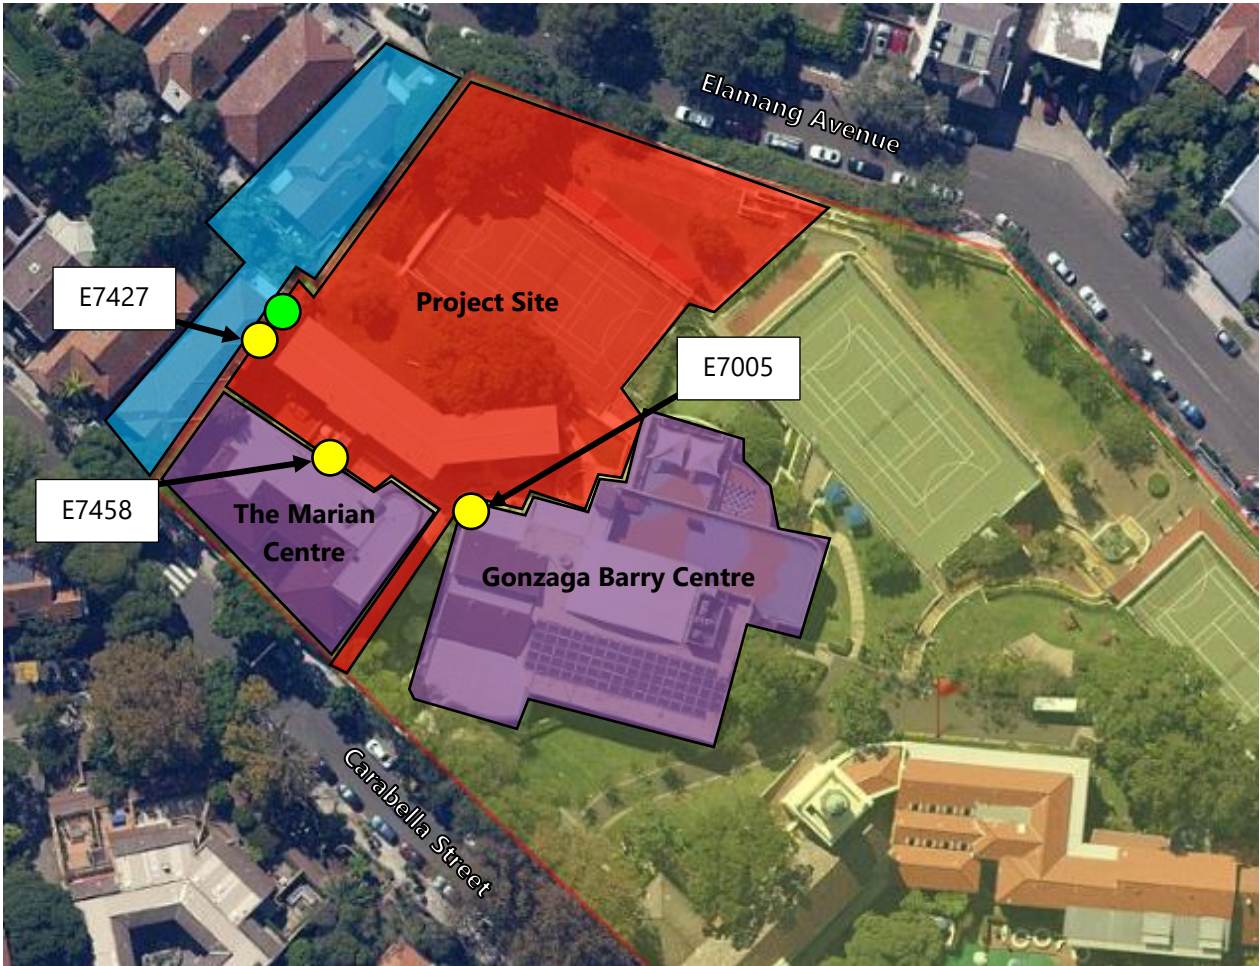 Elamang Avenue
E7427
Project Site
E7005
E7458
The Marian
Centre
Gonzaga Barry Centre
Carabella Street